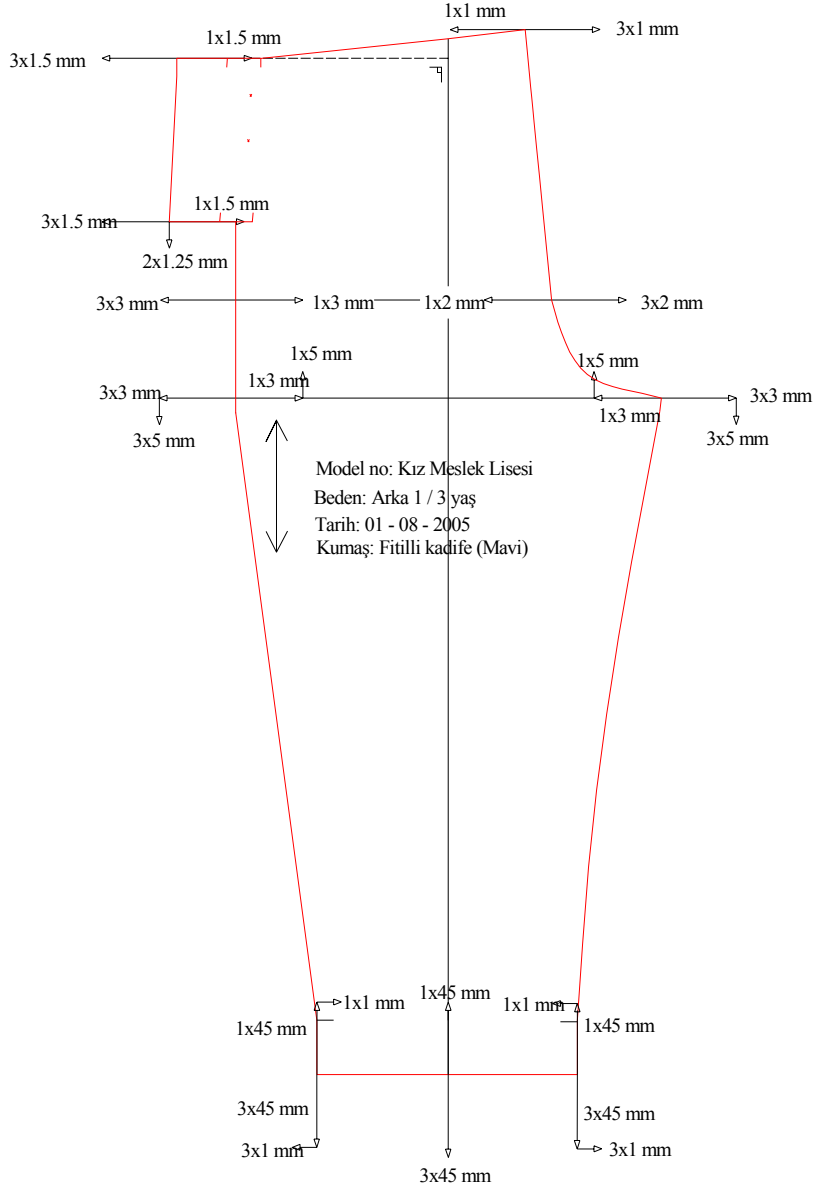 1x1 mm
3x1 mm
1x1.5 mm
3x1.5 mm
1x1.5 mm
3x1.5 mm
2x1.25 mm
3x3 mm
1x3 mm
1x2 mm
3x2 mm
1x5 mm
1x5 mm
3x3 mm
1x3 mm
3x3 mm
1x3 mm
3x5 mm
3x5 mm
Model no: Kız Meslek Lisesi
Beden: Arka 1 / 3 yaş
Tarih: 01 - 08 - 2005
Kumaş: Fitilli kadife (Mavi)
1x1 mm
1x45 mm
1x1 mm
1x45 mm
1x45 mm
3x45 mm
3x45 mm
3x1 mm
3x1 mm
3x45 mm